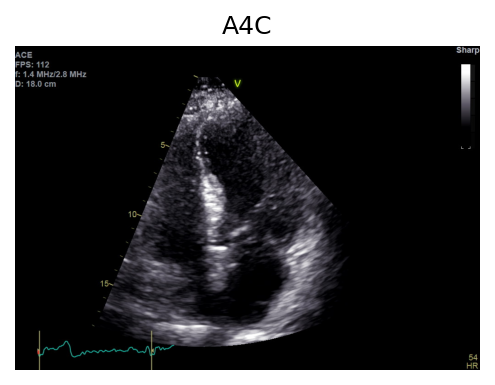 A4C
ACE
FPS: 112
f: 1.4 MHz/2.8 MHz
D: 18.0 cm
V
Sharp
5
10
15
54
HR